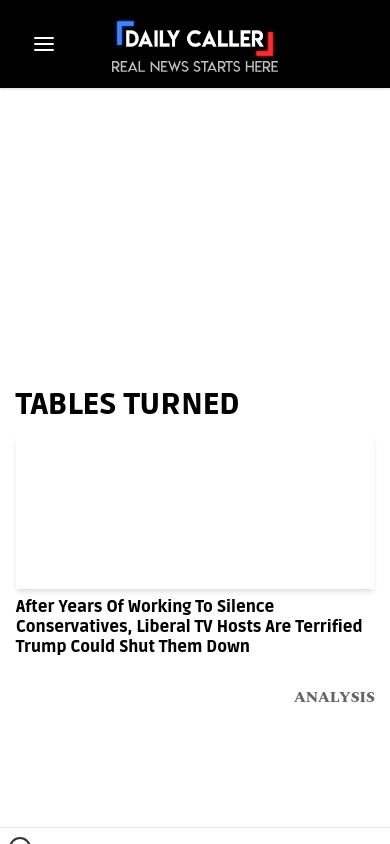 DAILY CALLER
REAL NEWS STARTS HERE
TABLES TURNED
After Years Of Working To Silence
Conservatives, Liberal TV Hosts Are Terrified
Trump Could Shut Them Down
ANALYSIS